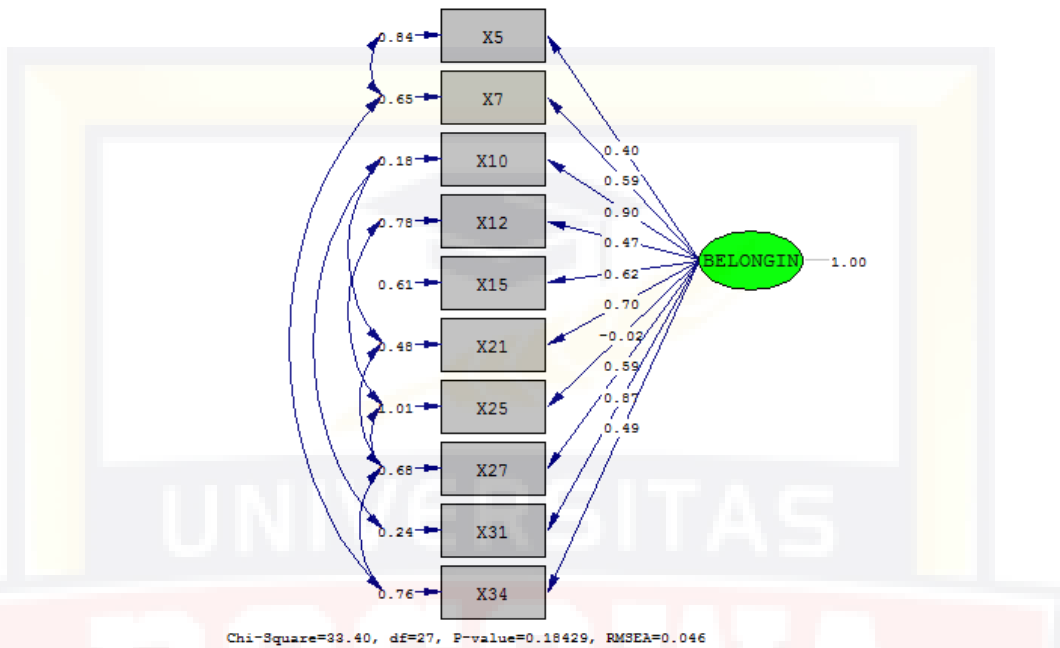 0.84 X5
0.65 X7
0.18 X10
0.78 X12
0.61 X15
0.48 X21
1.01 X25
0.68 X27
0.24 X31
0.76 X34
0.40
0.59
0.90
0.47
0.62
0.70
-0.02
0.59
0.87
0.49
BELONGIN 1.00
UNIVERSITAS
Chi-Square=33.40, df=27, P-value=0.18429, RMSEA=0.046